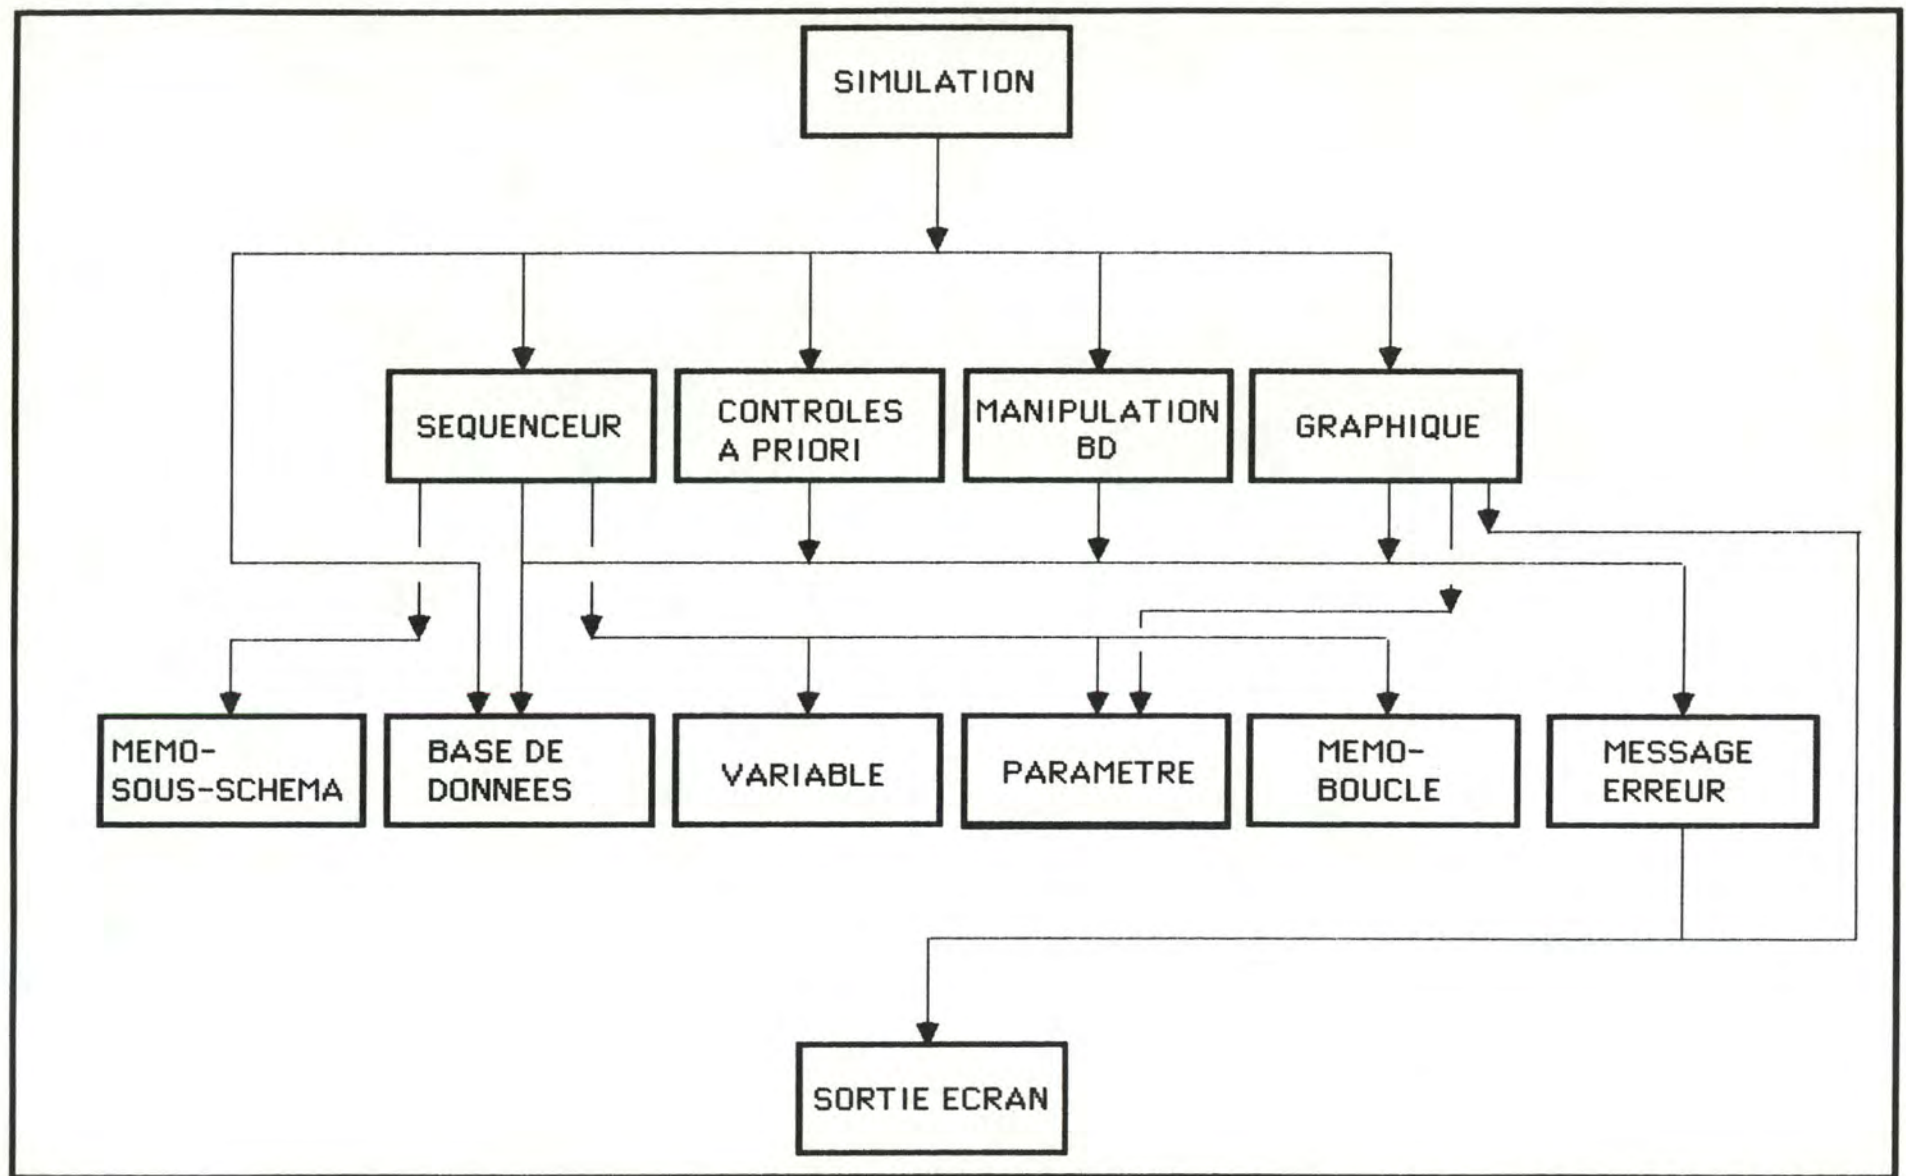 SIMULATION
SEQUENCEUR
CONTROLES
A PRIORI
MANIPULATION
BD
GRAPHIQUE
MEMO-
SOUS-SCHEMA
BASE DE
DONNEES
VARIABLE
PARAMETRE
MEMO-
BOUCLE
MESSAGE
ERREUR
SORTIE ECRAN